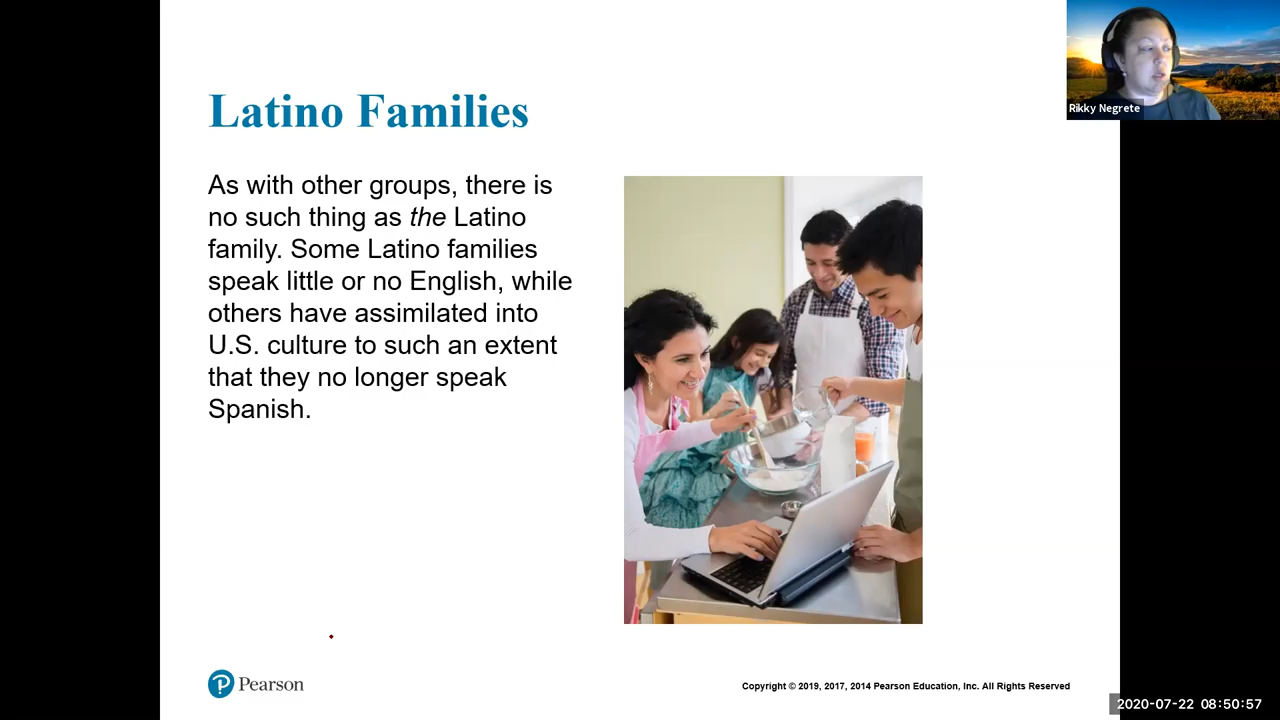 Rikky Negrete
Latino Families
As with other groups, there is
no such thing as the Latino
family. Some Latino families
speak little or no English, while
others have assimilated into
U.S. culture to such an extent
that they no longer speak
Spanish.
Pearson
Copyright © 2019, 2017, 2014 Pearson Education, Inc. All Rights Reserved
2020-07-22 08:50:57